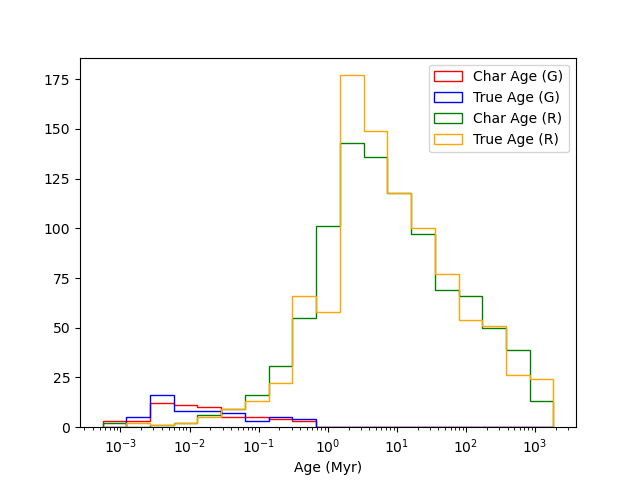 175
150
125
100
75
50
25
0
10⁻³ 10⁻² 10⁻¹ 10⁰ 10¹ 10² 10³
Age (Myr)
Char Age (G)
True Age (G)
Char Age (R)
True Age (R)